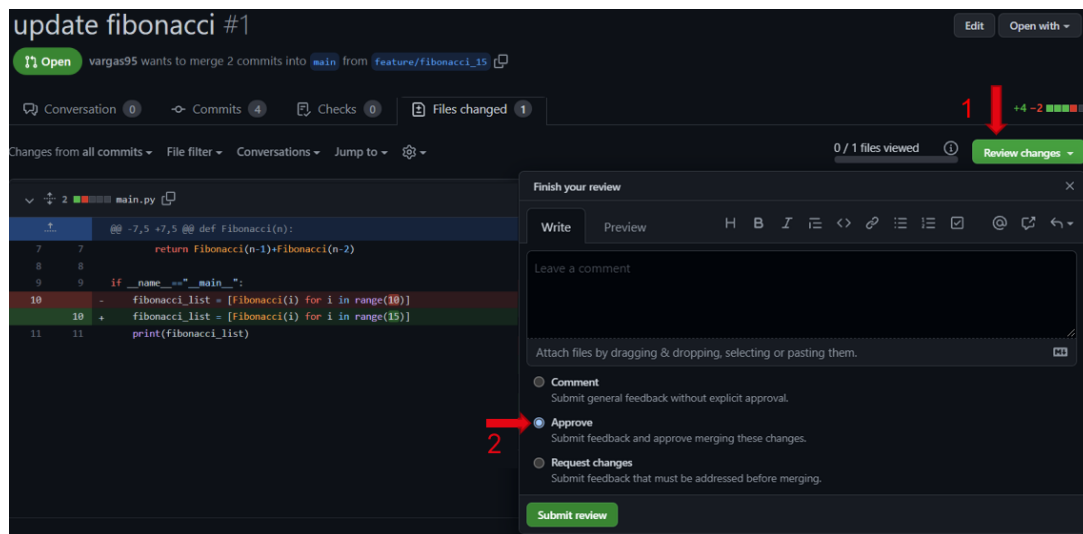 update fibonacci #1
Edit
Open with
Open
vargas95 wants to merge 2 commits into main from feature/fibonacci_15
Conversation 0
Commits 4
Checks 0
Files changed 1
1
+4 −2
Changes from all commits
File filter
Conversations
Jump to
0 / 1 files viewed
Review changes
2 main.py
@@ -7,5 +7,5 @@ def Fibonacci(n):
7 7 return Fibonacci(n-1)+Fibonacci(n-2)
8 8
9 9 if __name__=="__main__":
10 - fibonacci_list = [Fibonacci(i) for i in range(10)]
10 + fibonacci_list = [Fibonacci(i) for i in range(15)]
11 11 print(fibonacci_list)
Finish your review
Write
Preview
Leave a comment
Attach files by dragging & dropping, selecting or pasting them.
Comment
Submit general feedback without explicit approval.
2
Approve
Submit feedback and approve merging these changes.
Request changes
Submit feedback that must be addressed before merging.
Submit review